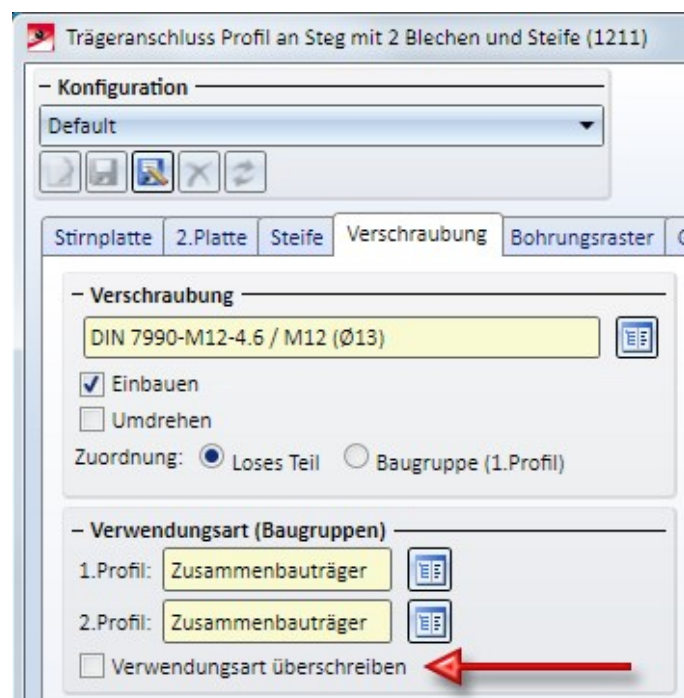 Trägeranschluss Profil an Steg mit 2 Blechen und Steife (1211)
Konfiguration
Default
Stirnplatte 2.Platte Steife Verschraubung Bohrungsraster
Verschraubung
DIN 7990-M12-4.6 / M12 (Ø13)
Einbauen
Umdrehen
Zuordnung: Loses Teil Baugruppe (1.Profil)
Verwendungsart (Baugruppen)
1.Profil: Zusammenbauträger
2.Profil: Zusammenbauträger
Verwendungsart überschreiben